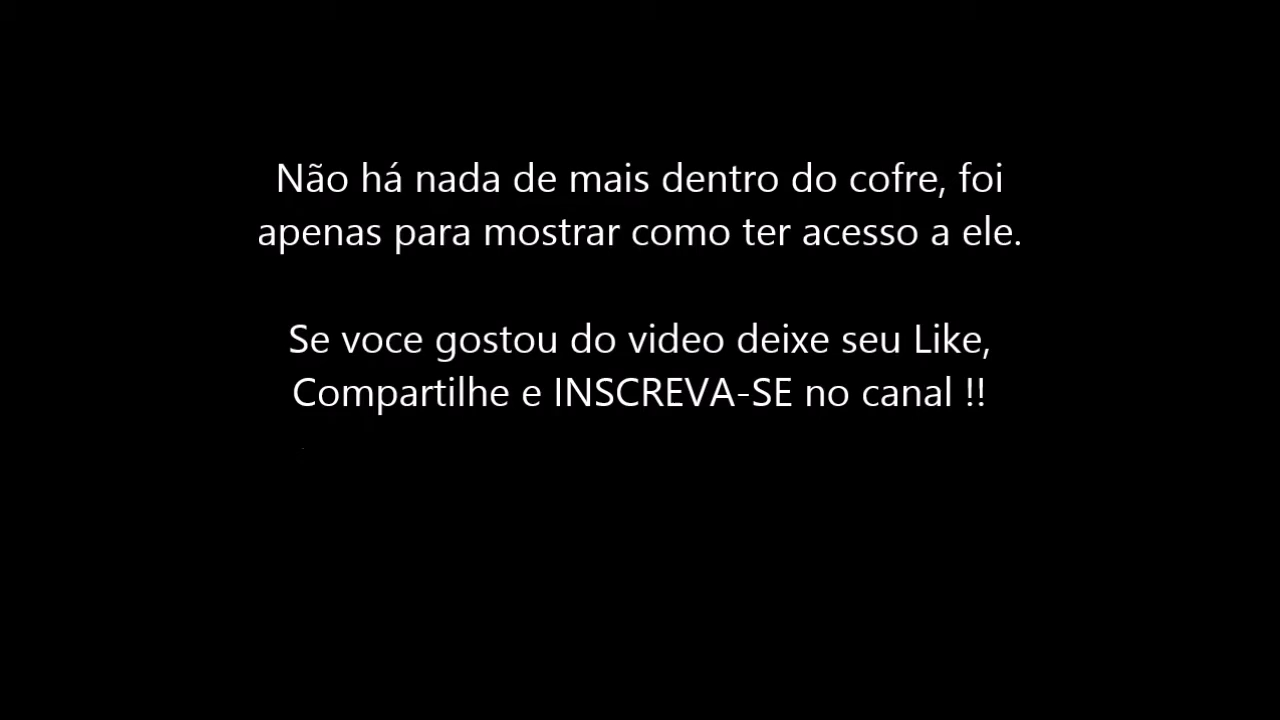 Não há nada de mais dentro do cofre, foi
apenas para mostrar como ter acesso a ele.
Se voce gostou do video deixe seu Like,
Compartilhe e INSCREVA-SE no canal !!